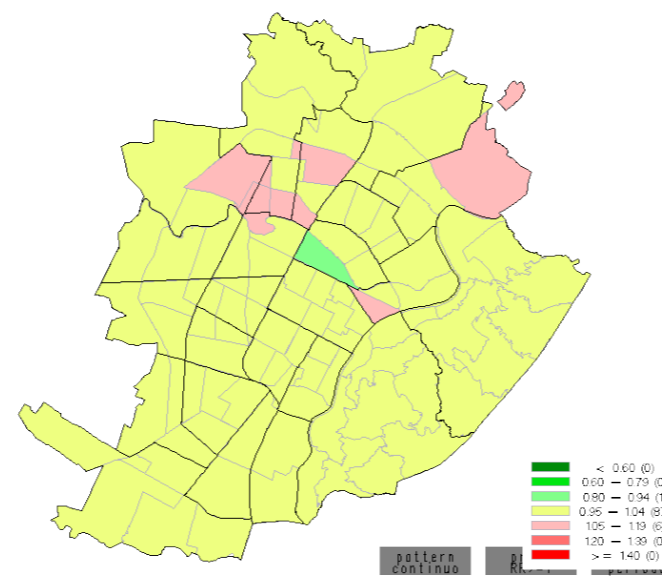 < 0.60 (0)
0.60 – 0.79 (0
0.80 – 0.94 (1
0.95 – 1.04 (8
1.05 – 1.19 (6
1.20 – 1.39 (0
>= 1.40 (0)
pattern
continuo